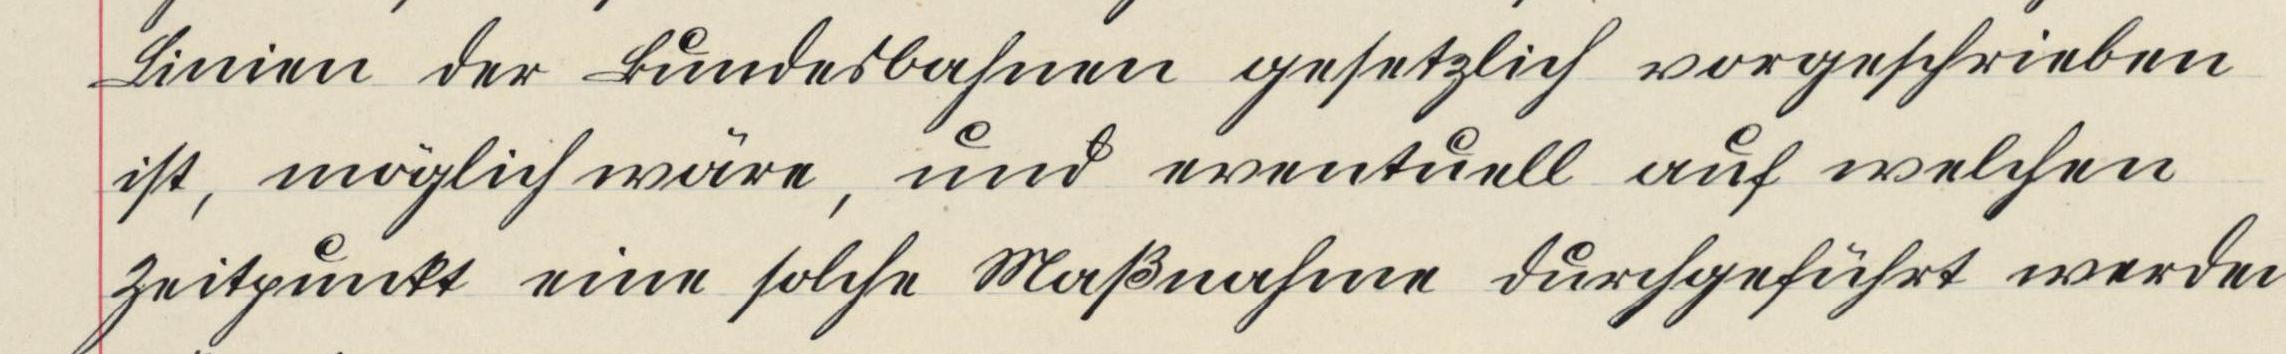 Linien der Bundesbahnen gesetzlich vorgeschrieben
ist, möglich wäre, und eventuell auf welchen
Zeitpunkt eine solche Maßnahme durchgeführt werden